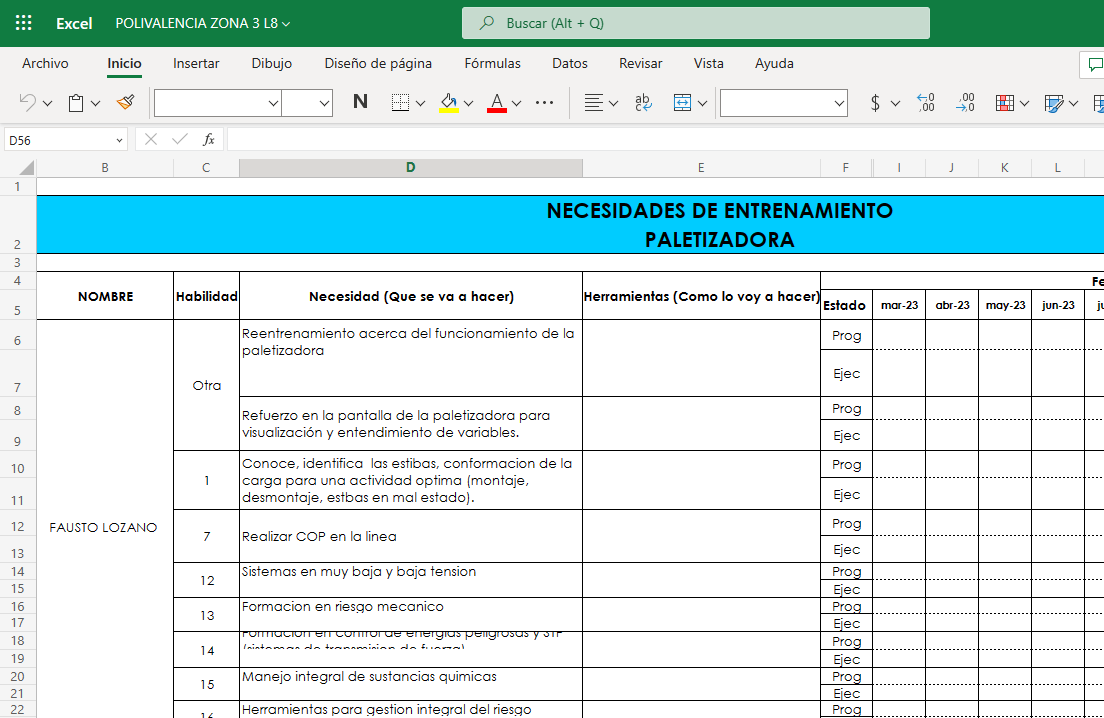 Excel POLIVALENCIA ZONA 3 L8 Buscar (Alt + Q)
Archivo Inicio Insertar Dibujo Diseño de página Fórmulas Datos Revisar Vista Ayuda
N A ab $ ,00 ,00
D56 fx
B C D E F I J K L
1
2 NECESIDADES DE ENTRENAMIENTO
PALETIZADORA
3
4 NOMBRE Habilidad Necesidad (Que se va a hacer) Herramientas (Como lo voy a hacer) Fe
5 Estado mar-23 abr-23 may-23 jun-23 ju
6 Otra Reentrenamiento acerca del funcionamiento de la Prog
paletizadora
7 Ejec
8 Refuerzo en la pantalla de la paletizadora para Prog
9 visualización y entendimiento de variables. Ejec
10 1 Conoce, identifica las estibas, conformacion de la Prog
carga para una actividad optima (montaje,
11 desmontaje, estbas en mal estado). Ejec
12 FAUSTO LOZANO 7 Realizar COP en la linea Prog
13 Ejec
14 12 Sistemas en muy baja y baja tension Prog
15 Ejec
16 13 Formacion en riesgo mecanico Prog
17 Ejec
18 14 Formacion en control de energias peligrosas y STF Prog
(sistemas de transmision de fuerza)
19 Ejec
20 15 Manejo integral de sustancias quimicas Prog
21 Ejec
22 16 Herramientas para gestion integral del riesgo Prog